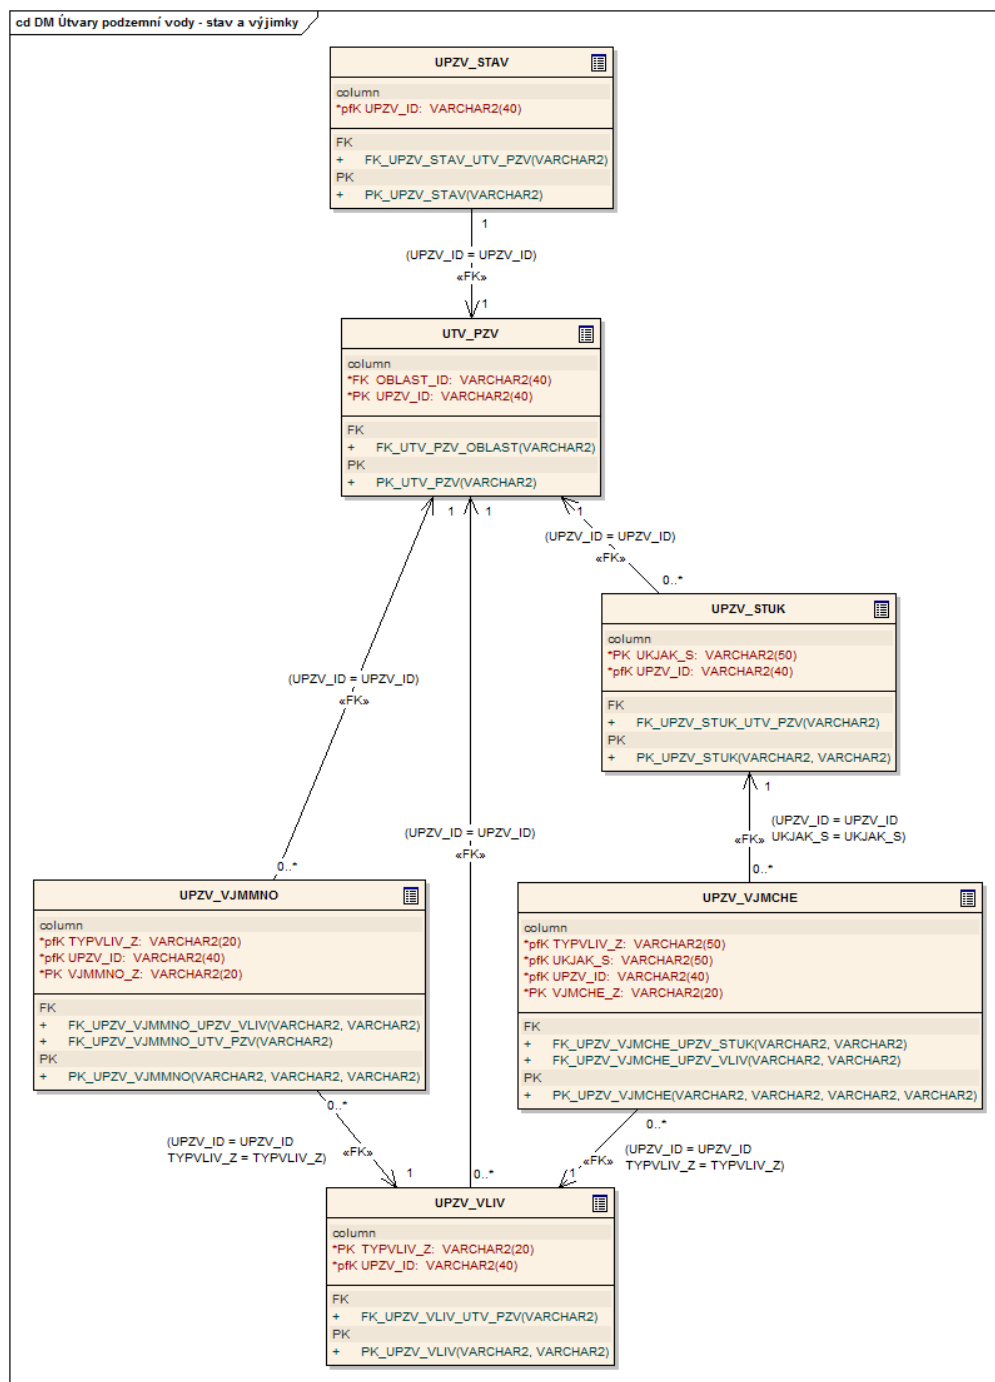 cd DM Útvary podzemní vody - stav a výjimky
UPZV_STAV
column
*pfK UPZV_ID: VARCHAR2(40)
FK
+ FK_UPZV_STAV_UTV_PZV(VARCHAR2)
PK
+ PK_UPZV_STAV(VARCHAR2)
1
(UPZV_ID = UPZV_ID)
«FK»
1
UTV_PZV
column
*FK OBLAST_ID: VARCHAR2(40)
*PK UPZV_ID: VARCHAR2(40)
FK
+ FK_UTV_PZV_OBLAST(VARCHAR2)
PK
+ PK_UTV_PZV(VARCHAR2)
1 1 1
(UPZV_ID = UPZV_ID)
«FK»
0..*
UPZV_STUK
column
*PK UKJAK_S: VARCHAR2(50)
*pfK UPZV_ID: VARCHAR2(40)
FK
+ FK_UPZV_STUK_UTV_PZV(VARCHAR2)
PK
+ PK_UPZV_STUK(VARCHAR2, VARCHAR2)
(UPZV_ID = UPZV_ID)
«FK»
1
(UPZV_ID = UPZV_ID
«FK»
UKJAK_S = UKJAK_S)
(UPZV_ID = UPZV_ID)
«FK»
0..*
0..*
UPZV_VJMMNO
column
*pfK TYPVLIV_Z: VARCHAR2(20)
*pfK UPZV_ID: VARCHAR2(40)
*PK VJMMNO_Z: VARCHAR2(20)
FK
+ FK_UPZV_VJMMNO_UPZV_VLIV(VARCHAR2, VARCHAR2)
+ FK_UPZV_VJMMNO_UTV_PZV(VARCHAR2)
PK
+ PK_UPZV_VJMMNO(VARCHAR2, VARCHAR2, VARCHAR2)
UPZV_VJMCHE
column
*pfK TYPVLIV_Z: VARCHAR2(50)
*pfK UKJAK_S: VARCHAR2(50)
*pfK UPZV_ID: VARCHAR2(40)
*PK VJMCHE_Z: VARCHAR2(20)
FK
+ FK_UPZV_VJMCHE_UPZV_STUK(VARCHAR2, VARCHAR2)
+ FK_UPZV_VJMCHE_UPZV_VLIV(VARCHAR2, VARCHAR2)
PK
+ PK_UPZV_VJMCHE(VARCHAR2, VARCHAR2, VARCHAR2, VARCHAR2)
0..*
(UPZV_ID = UPZV_ID
«FK»
TYPVLIV_Z = TYPVLIV_Z)
1
0..*
0..*
(UPZV_ID = UPZV_ID
«FK»
TYPVLIV_Z = TYPVLIV_Z)
1
UPZV_VLIV
column
*PK TYPVLIV_Z: VARCHAR2(20)
*pfK UPZV_ID: VARCHAR2(40)
FK
+ FK_UPZV_VLIV_UTV_PZV(VARCHAR2)
PK
+ PK_UPZV_VLIV(VARCHAR2, VARCHAR2)